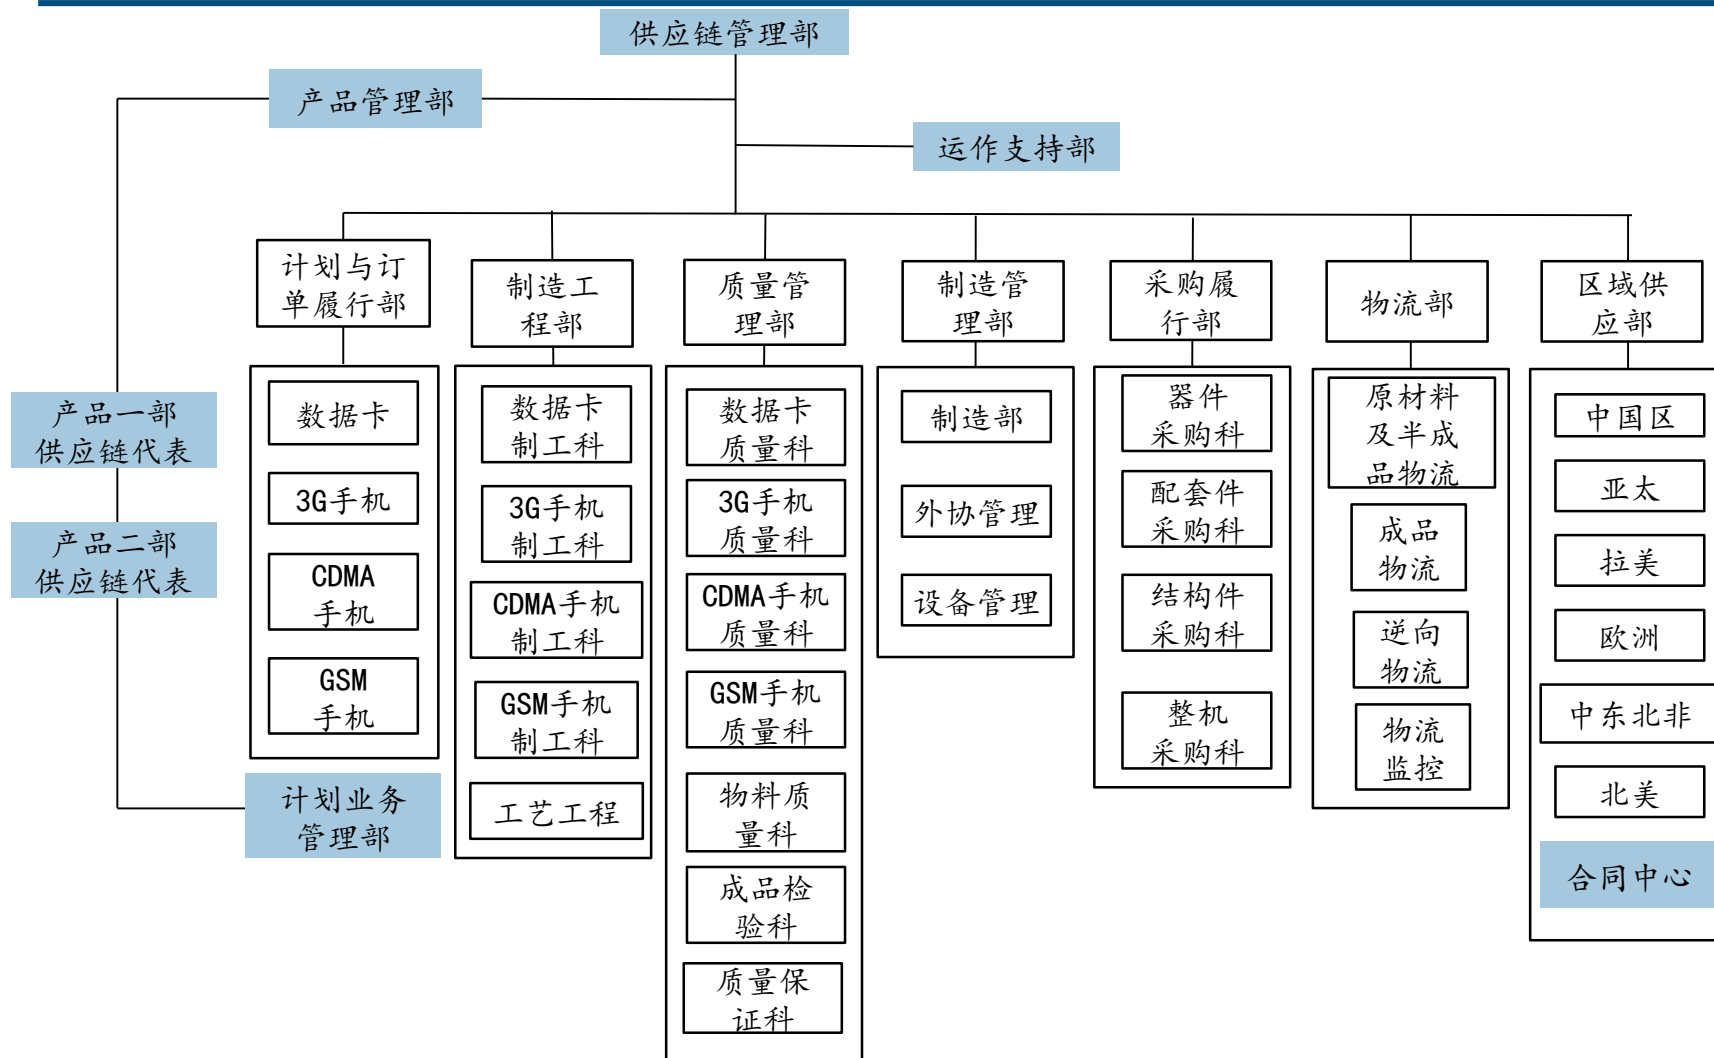 供应链管理部
产品管理部
运作支持部
计划与订
单履行部
制造工
程部
质量管
理部
制造管
理部
采购履
行部
物流部
区域供
应部
产品一部
供应链代表
产品二部
供应链代表
计划业务
管理部
数据卡
3G手机
CDMA
手机
GSM
手机
数据卡
制工科
3G手机
制工科
CDMA手机
制工科
GSM手机
制工科
工艺工程
数据卡
质量科
3G手机
质量科
CDMA手机
质量科
GSM手机
质量科
物料质
量科
成品检
验科
质量保
证科
制造部
外协管理
设备管理
器件
采购科
配套件
采购科
结构件
采购科
整机
采购科
原材料
及半成
品物流
成品
物流
逆向
物流
物流
监控
中国区
亚太
拉美
欧洲
中东北非
北美
合同中心